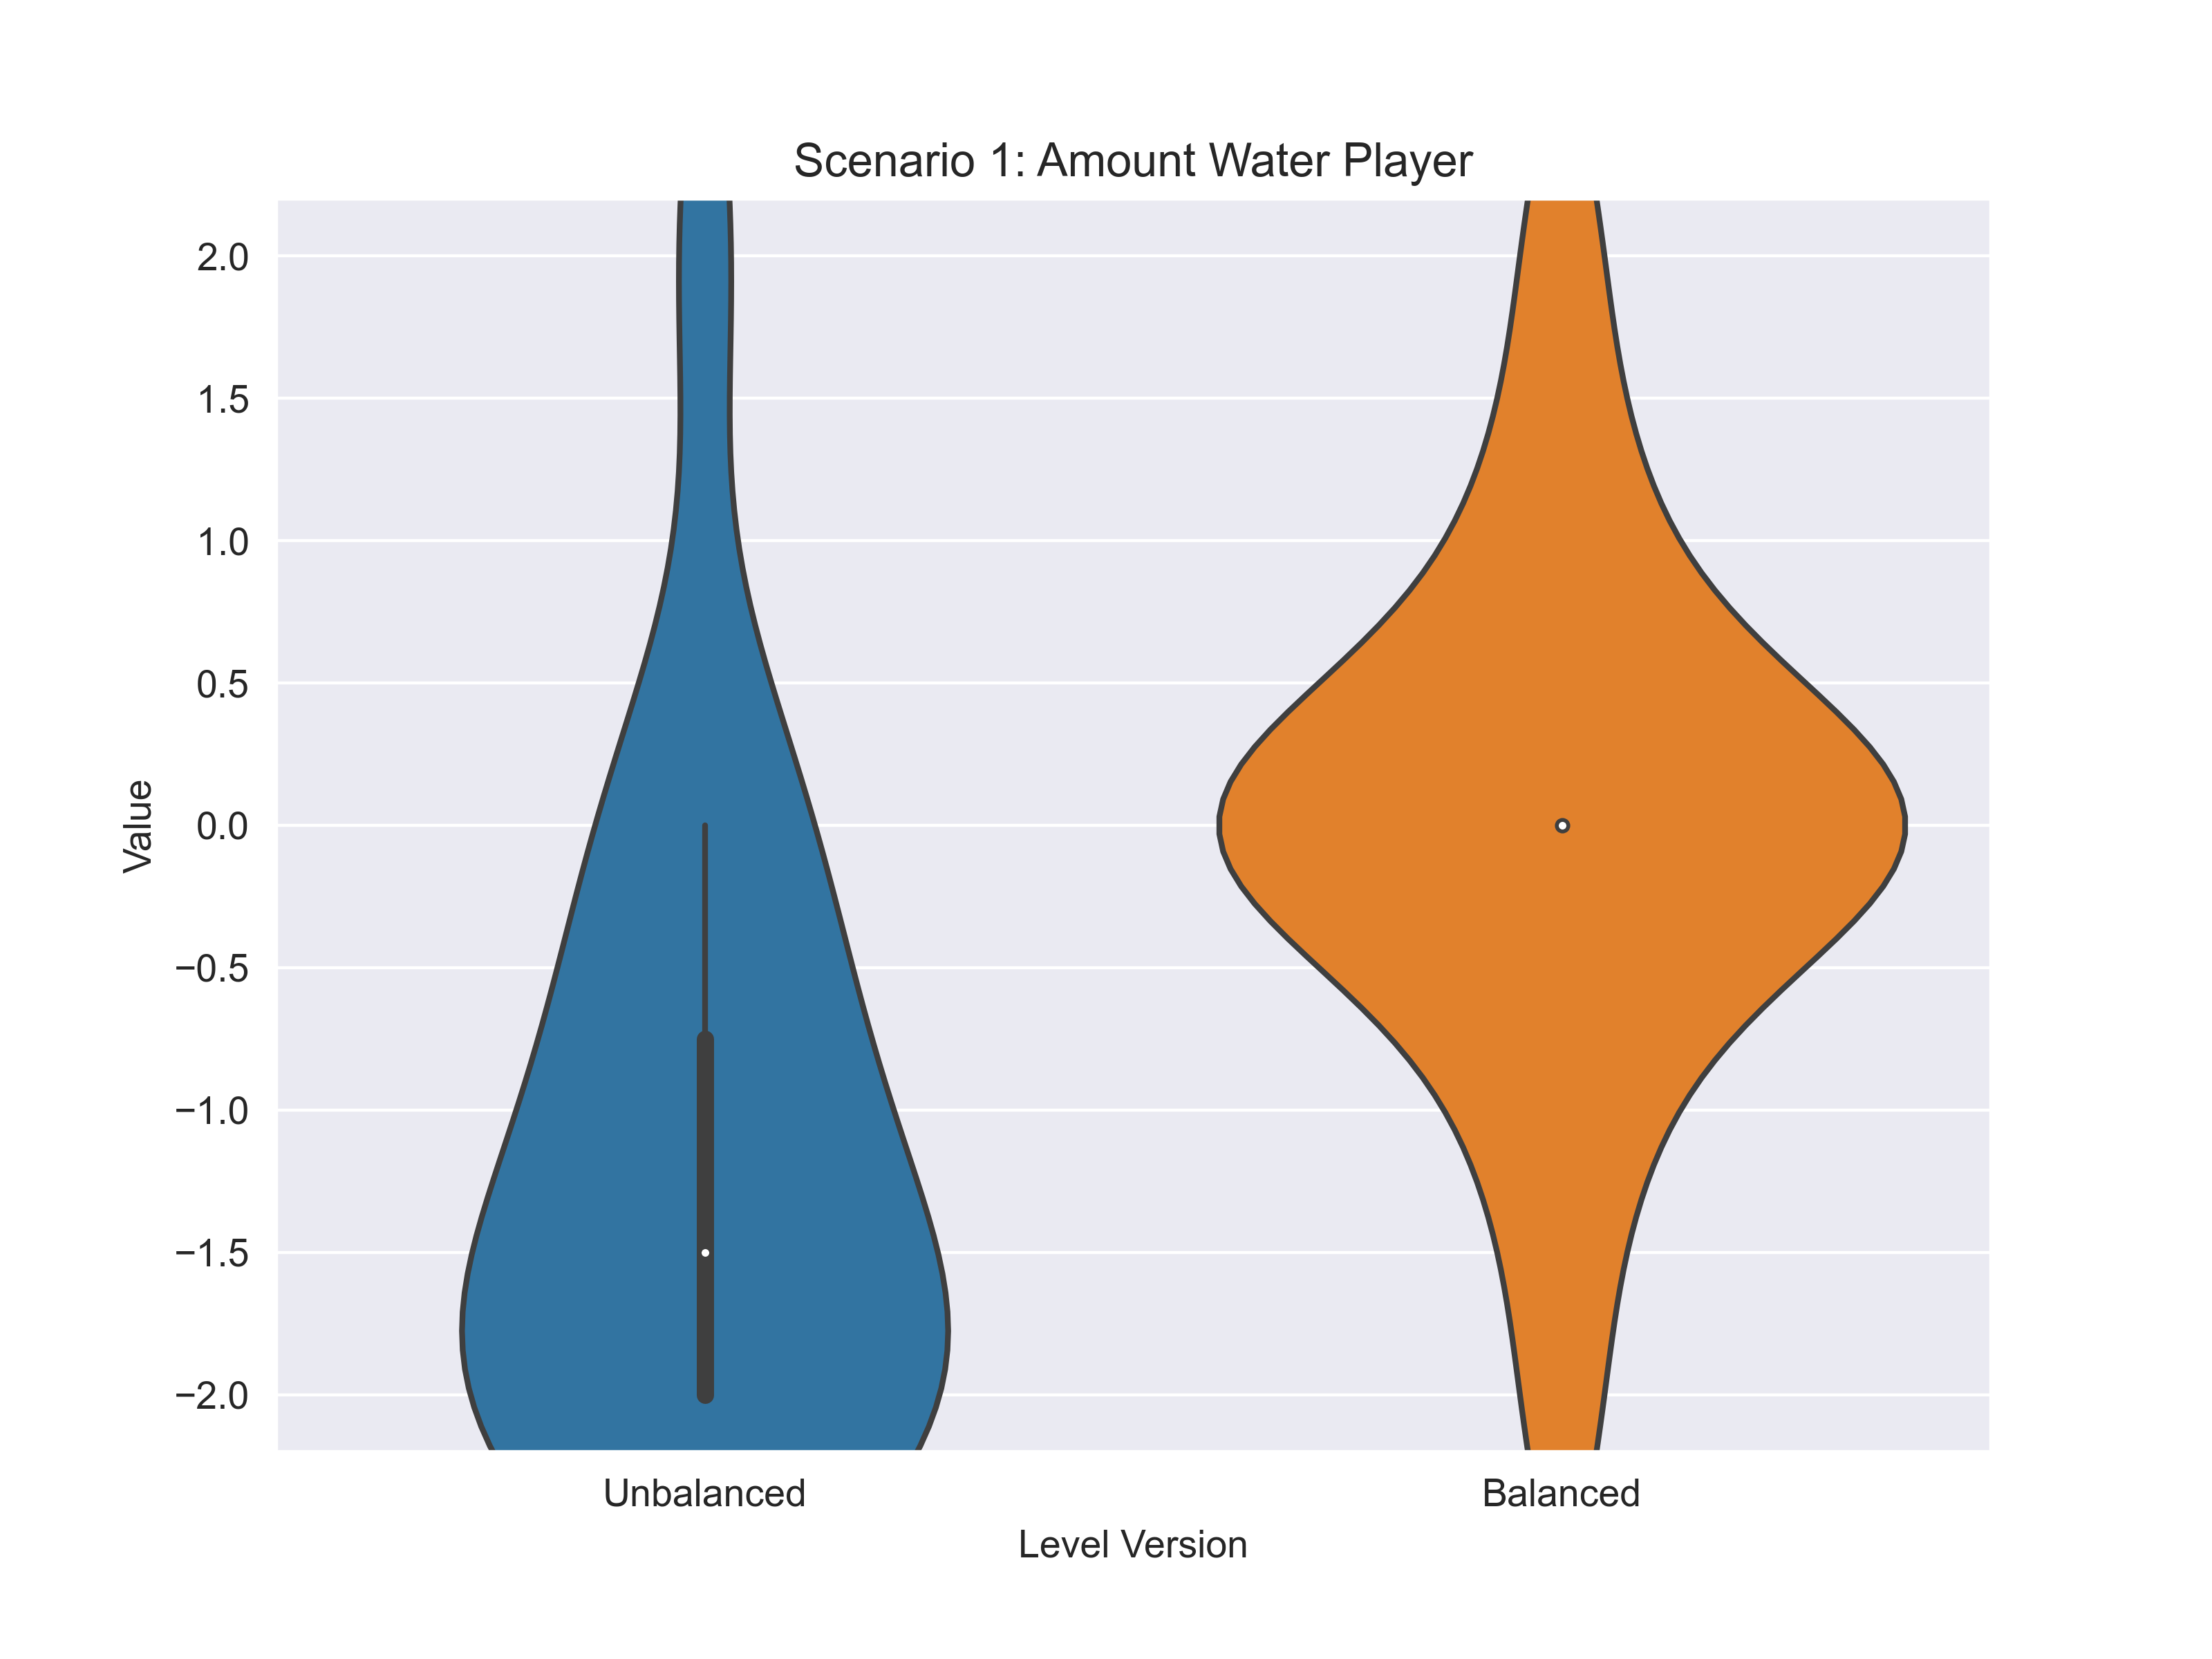 Scenario 1: Amount Water Player
2.0
1.5
1.0
0.5
0.0
−0.5
−1.0
−1.5
−2.0
Value
Unbalanced
Balanced
Level Version